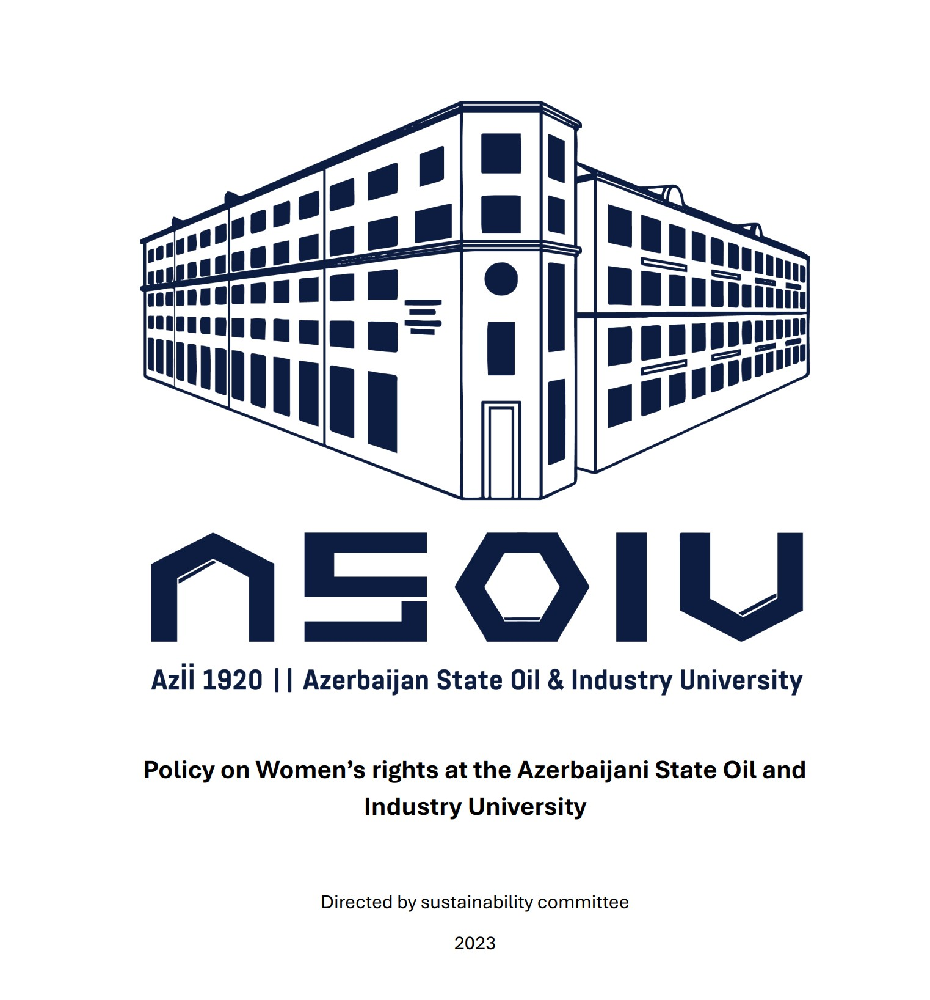 ASOIU
Azİİ 1920 || Azerbaijan State Oil & Industry University
Policy on Women’s rights at the Azerbaijani State Oil and
Industry University
Directed by sustainability committee
2023